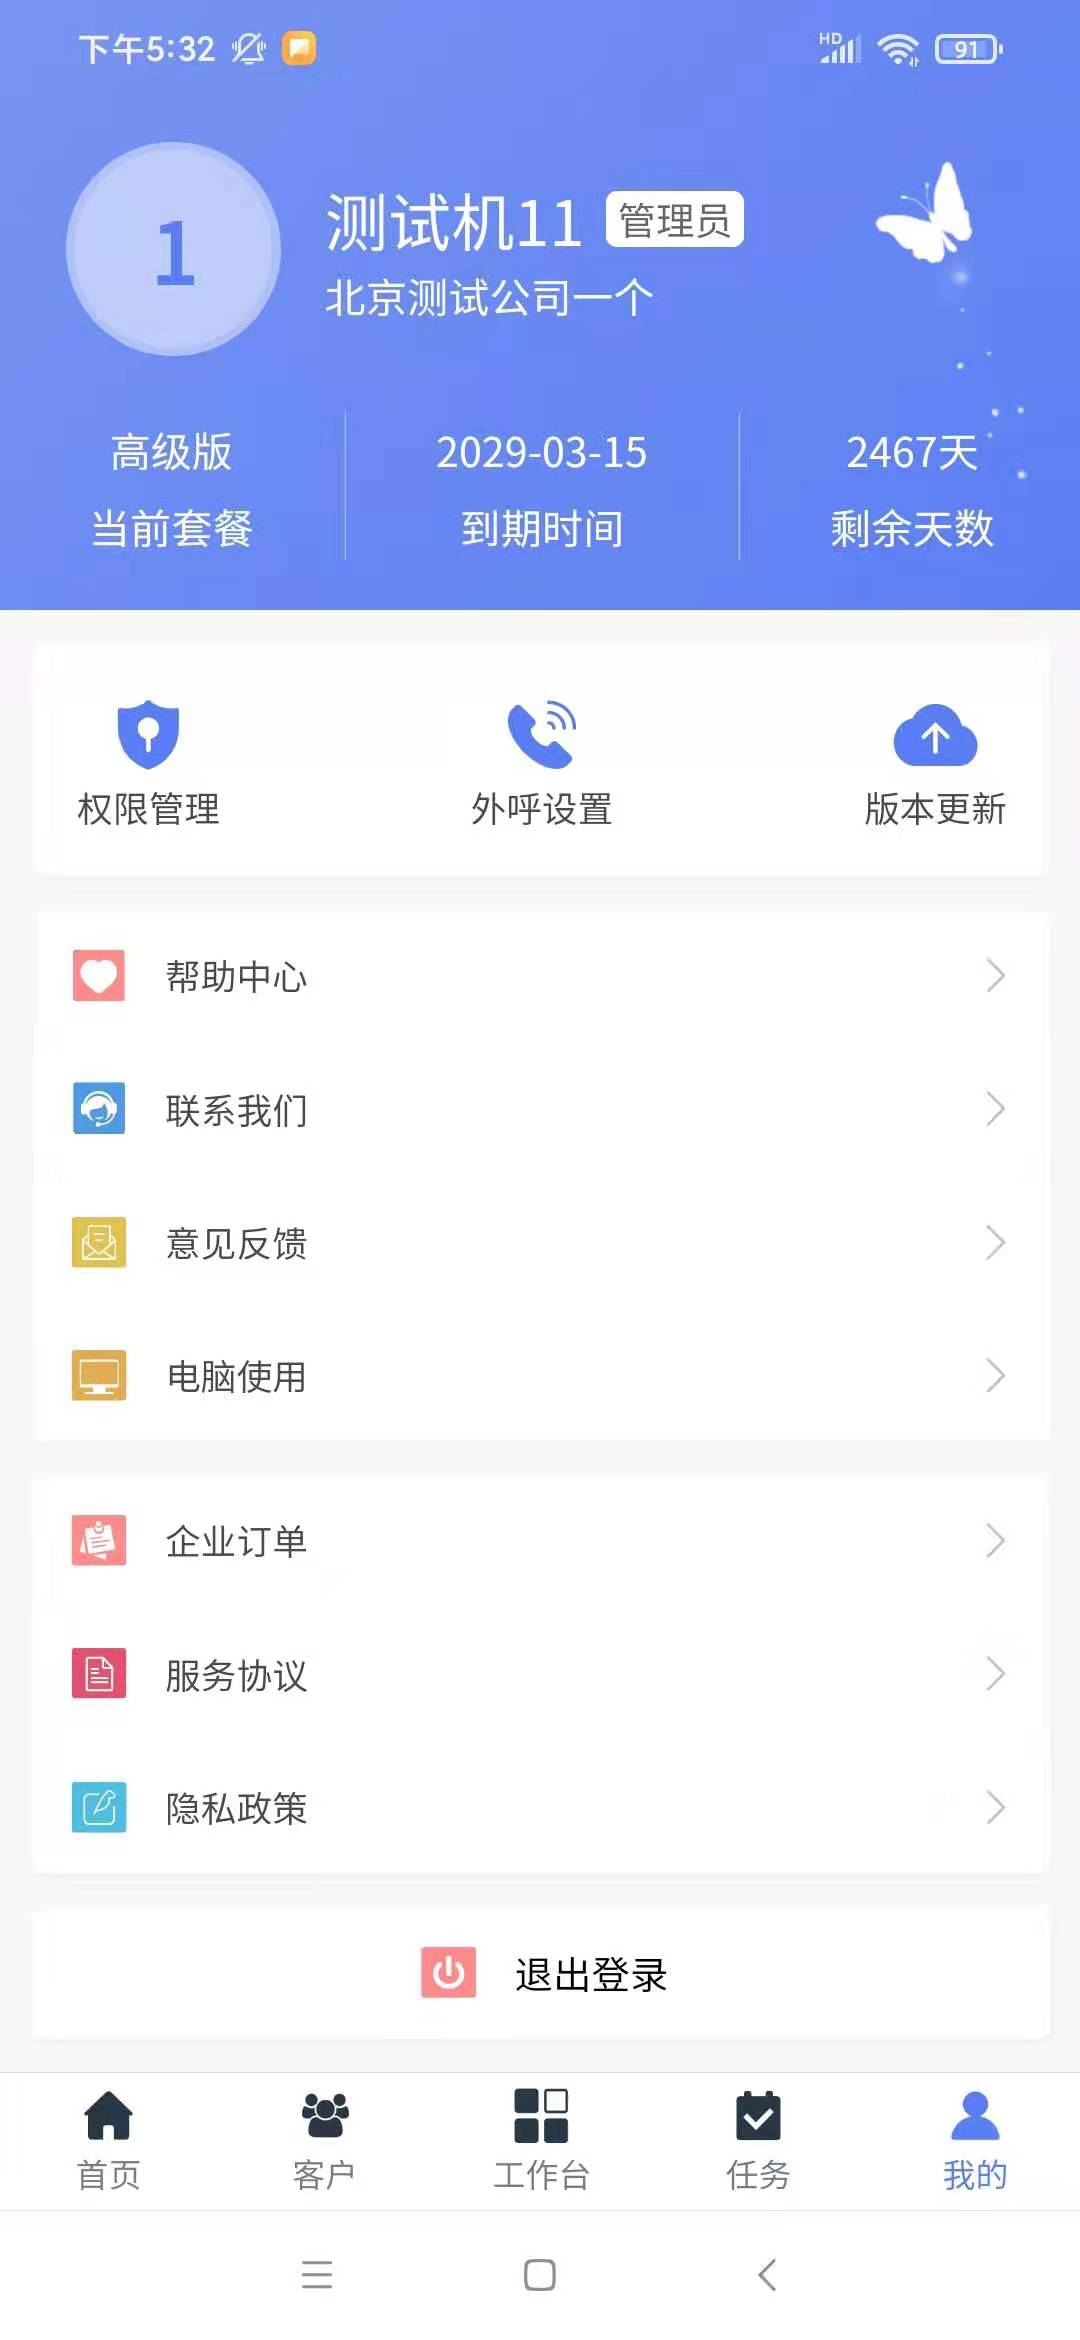 下午5:32
HD
91
1
测试机11 管理员
北京测试公司一个
高级版 2029-03-15 2467天
当前套餐 到期时间 剩余天数
权限管理 外呼设置 版本更新
帮助中心
联系我们
意见反馈
电脑使用
企业订单
服务协议
隐私政策
退出登录
首页 客户 工作台 任务 我的